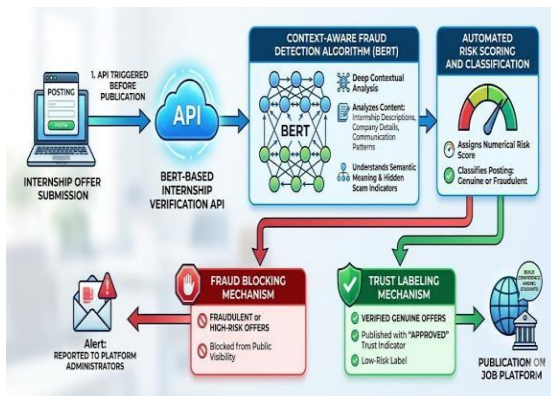 POSTING
1. API TRIGGERED
BEFORE
PUBLICATION
INTERNSHIP OFFER
SUBMISSION
API
BERT-BASED
INTERNSHIP
VERIFICATION API
CONTEXT-AWARE FRAUD
DETECTION ALGORITHM (BERT)
BERT
Deep Contextual
Analysis
Analyzes Content:
Internship Descriptions,
Company Details,
Communication
Patterns
Understands Semantic
Meaning & Hidden
Scam Indicators
AUTOMATED
RISK SCORING
AND CLASSIFICATION
Assigns Numerical Risk
Score
Classifies Posting:
Genuine or Fraudulent
Alert:
REPORTED TO PLATFORM
ADMINISTRATORS
FRAUD BLOCKING
MECHANISM
FRAUDULENT or
HIGH-RISK OFFERS
Blocked from Public
Visibility
TRUST LABELING
MECHANISM
VERIFIED GENUINE OFFERS
Published with "APPROVED"
Trust Indicator
Low-Risk Label
BUILD
CONFIDENCE
AMONG
STUDENTS
PUBLICATION ON
JOB PLATFORM